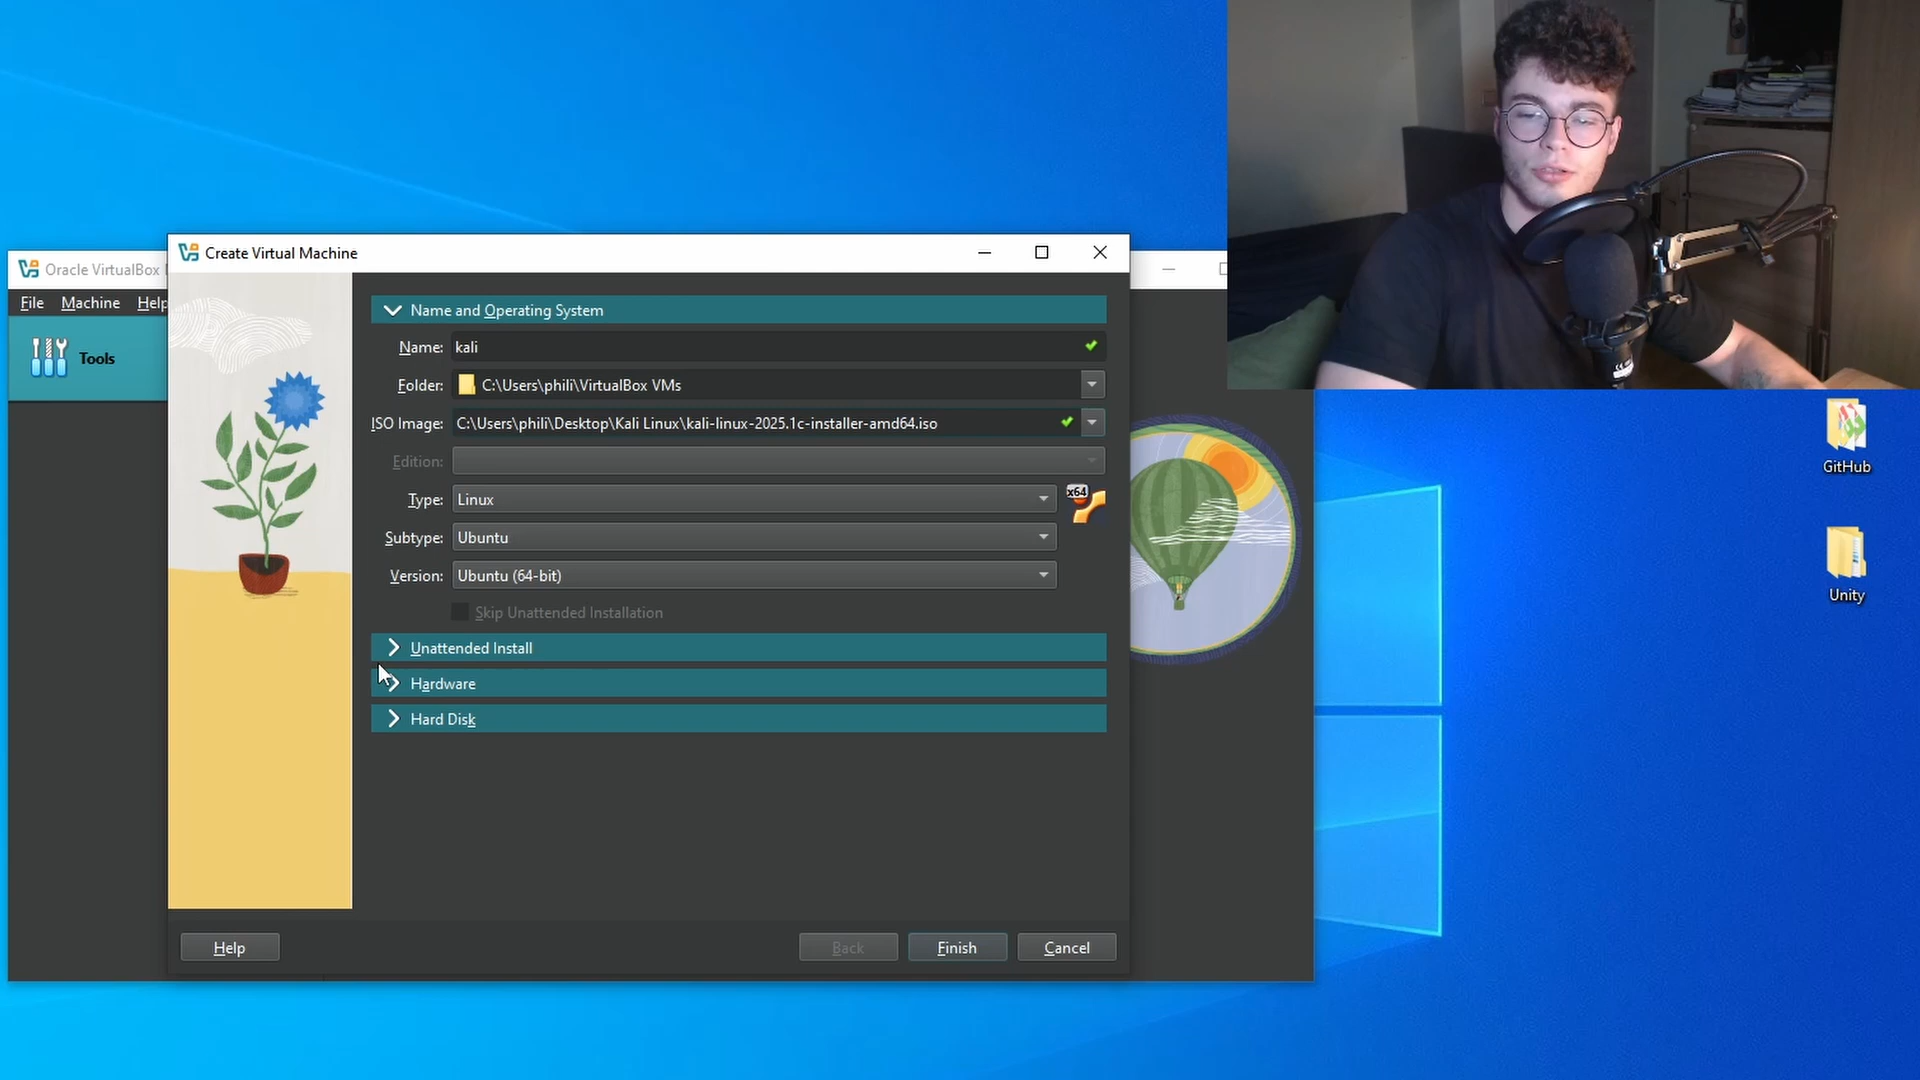 Create Virtual Machine
Oracle VirtualBox
File Machine Help
Tools
Name and Operating System
Name: kali
Folder: C:\Users\phili\VirtualBox VMs
ISO Image: C:\Users\phili\Desktop\Kali Linux\kali-linux-2025.1c-installer-amd64.iso
Edition:
Type: Linux
x64
Subtype: Ubuntu
Version: Ubuntu (64-bit)
Skip Unattended Installation
Unattended Install
Hardware
Hard Disk
Help
Back
Finish
Cancel
GitHub
Unity